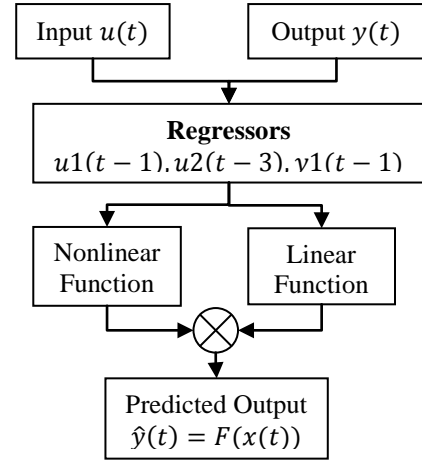 Input u(t)
Output y(t)
Regressors
u1(t − 1), u2(t − 3), y1(t − 1)
Nonlinear
Function
Linear
Function
Predicted Output
ŷ(t) = F(x(t))